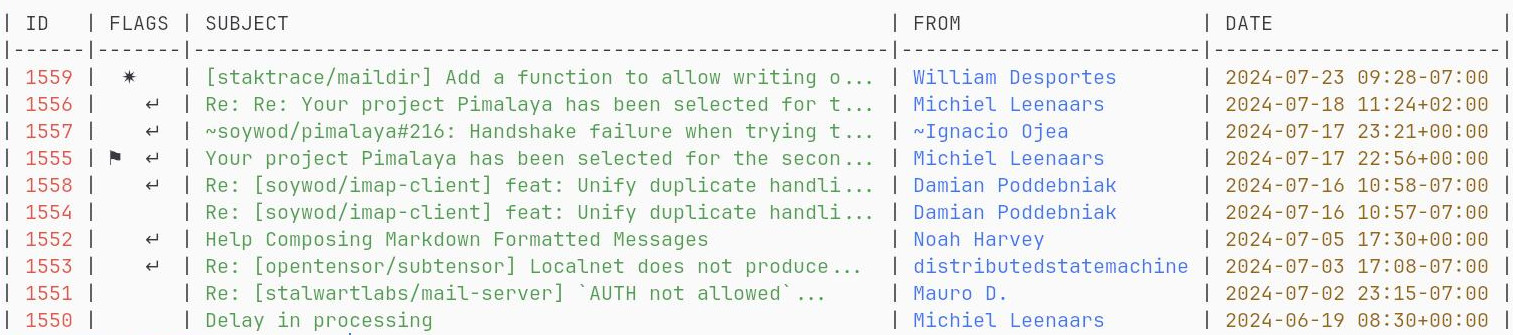 | ID   | FLAGS | SUBJECT                                                  | FROM                    | DATE                   |
|------|-------|----------------------------------------------------------|-------------------------|------------------------|
| 1559 |  ✷    | [staktrace/maildir] Add a function to allow writing o... | William Desportes       | 2024-07-23 09:28-07:00 |
| 1556 |    ↵  | Re: Re: Your project Pimalaya has been selected for t... | Michiel Leenaars        | 2024-07-18 11:24+02:00 |
| 1557 |    ↵  | ~soywod/pimalaya#216: Handshake failure when trying t... | ~Ignacio Ojea           | 2024-07-17 23:21+00:00 |
| 1555 | ⚑  ↵  | Your project Pimalaya has been selected for the secon... | Michiel Leenaars        | 2024-07-17 22:56+00:00 |
| 1558 |    ↵  | Re: [soywod/imap-client] feat: Unify duplicate handli... | Damian Poddebniak       | 2024-07-16 10:58-07:00 |
| 1554 |       | Re: [soywod/imap-client] feat: Unify duplicate handli... | Damian Poddebniak       | 2024-07-16 10:57-07:00 |
| 1552 |    ↵  | Help Composing Markdown Formatted Messages               | Noah Harvey             | 2024-07-05 17:30+00:00 |
| 1553 |    ↵  | Re: [opentensor/subtensor] Localnet does not produce...  | distributedstatemachine | 2024-07-03 17:08-07:00 |
| 1551 |       | Re: [stalwartlabs/mail-server] `AUTH not allowed`...     | Mauro D.                | 2024-07-02 23:15-07:00 |
| 1550 |       | Delay in processing                                      | Michiel Leenaars        | 2024-06-19 08:30+00:00 |